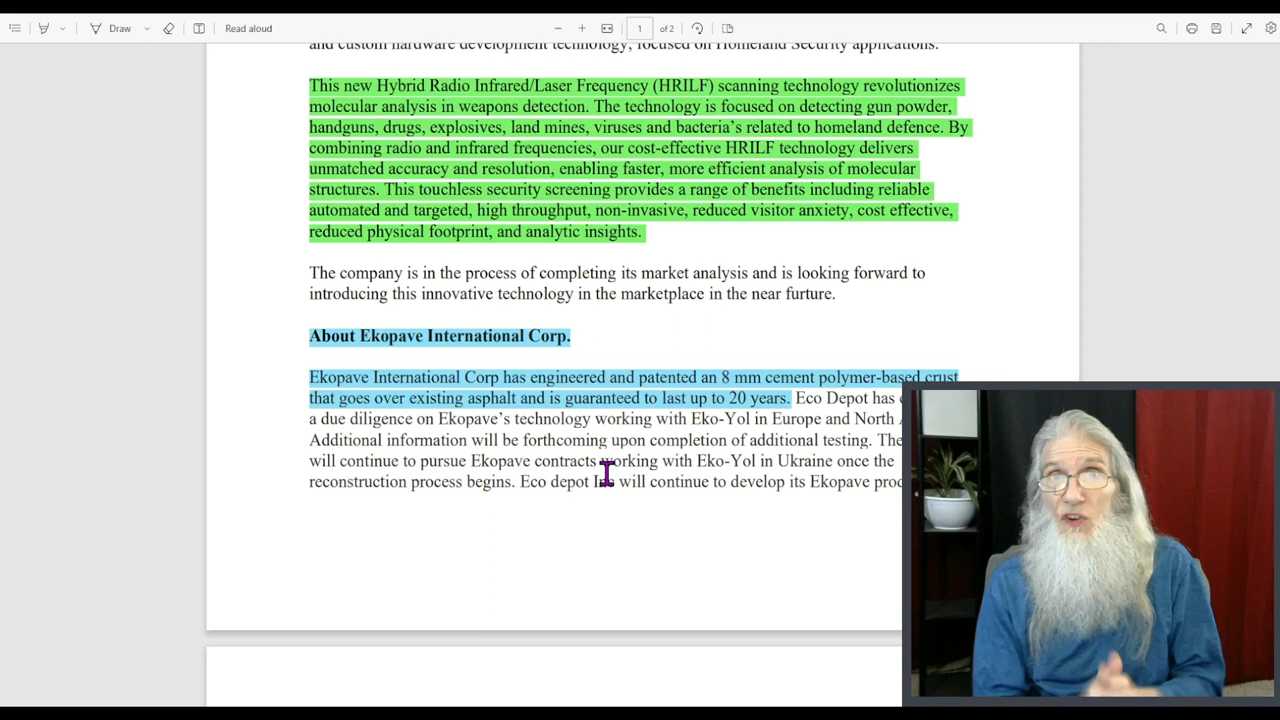 Draw
Read aloud
1
of 2
and custom hardware development technology, focused on Homeland Security applications.
This new Hybrid Radio Infrared/Laser Frequency (HRILF) scanning technology revolutionizes
molecular analysis in weapons detection. The technology is focused on detecting gun powder,
handguns, drugs, explosives, land mines, viruses and bacteria's related to homeland defence. By
combining radio and infrared frequencies, our cost-effective HRILF technology delivers
unmatched accuracy and resolution, enabling faster, more efficient analysis of molecular
structures. This touchless security screening provides a range of benefits including reliable
automated and targeted, high throughput, non-invasive, reduced visitor anxiety, cost effective,
reduced physical footprint, and analytic insights.
The company is in the process of completing its market analysis and is looking forward to
introducing this innovative technology in the marketplace in the near furture.
About Ekopave International Corp.
Ekopave International Corp has engineered and patented an 8 mm cement polymer-based crust
that goes over existing asphalt and is guaranteed to last up to 20 years. Eco Depot has
a due diligence on Ekopave's technology working with Eko-Yol in Europe and North
Additional information will be forthcoming upon completion of additional testing. The
will continue to pursue Ekopave contracts working with Eko-Yol in Ukraine once the
reconstruction process begins. Eco depot Inc will continue to develop its Ekopave